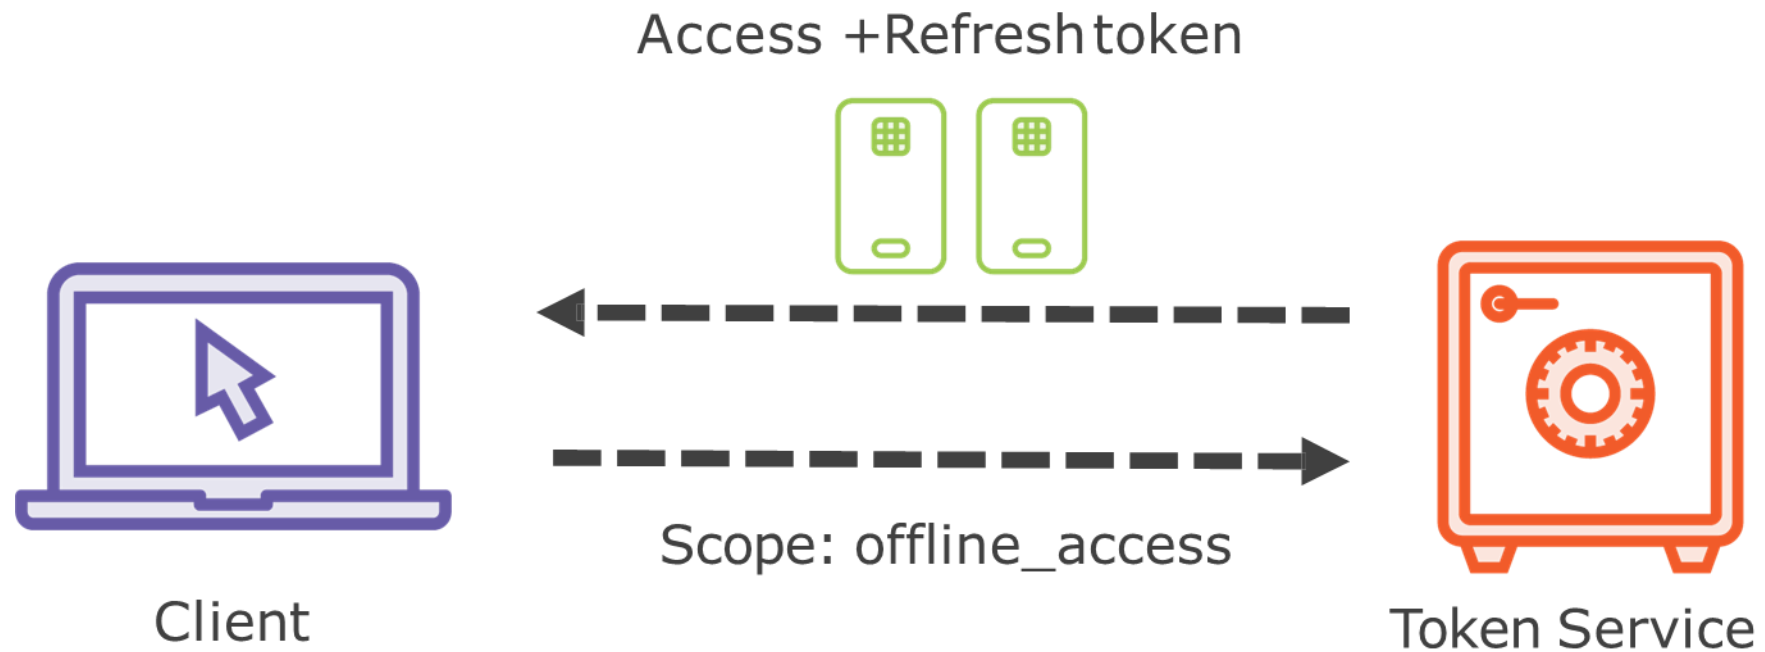 Access +Refresh token
Scope: offline_access
Client
Token Service